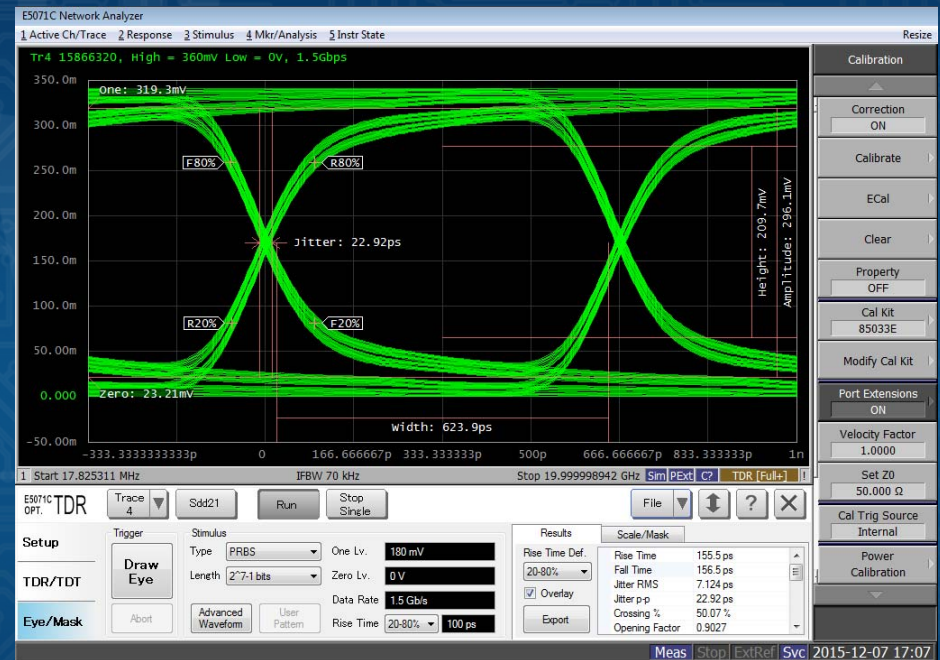 E5071C Network Analyzer
1 Active Ch/Trace 2 Response 3 Stimulus 4 Mkr/Analysis 5 Instr State
Resize
Tr4 15866320, High = 360mV Low = 0V, 1.5Gbps
350.0m
One: 319.3mV
300.0m
F80%
R80%
250.0m
200.0m
Jitter: 22.92ps
150.0m
Height: 209.7mV
Amplitude: 296.1mV
100.0m
R20%
F20%
50.00m
0.000
Zero: 23.21mV
Width: 623.9ps
-50.00m
-333.3333333333p 0 166.666667p 333.333333p 500p 666.666667p 833.333333p 1n
1 Start 17.825311 MHz IFBW 70 kHz Stop 19.999998942 GHz Sim PExt C? TDR [Full+] !
Calibration
Correction
ON
Calibrate
ECal
Clear
Property
OFF
Cal Kit
85033E
Modify Cal Kit
Port Extensions
ON
Velocity Factor
1.0000
Set Z0
50.000 Ω
Cal Trig Source
Internal
Power
Calibration
E5071C
OPT. TDR
Trace
4
Sdd21
Run
Stop
Single
File
?
Setup
TDR/TDT
Eye/Mask
Trigger
Draw
Eye
Abort
Stimulus
Type PRBS
Length 2^7-1 bits
Advanced
Waveform
User
Pattern
One Lv. 180 mV
Zero Lv. 0 V
Data Rate 1.5 Gb/s
Rise Time 20-80% 100 ps
Results
Scale/Mask
Rise Time Def.
20-80%
Overlay
Export
Rise Time 155.5 ps
Fall Time 156.5 ps
Jitter RMS 7.124 ps
Jitter p-p 22.92 ps
Crossing % 50.07 %
Opening Factor 0.9027
Meas Stop ExtRef Svc 2015-12-07 17:07